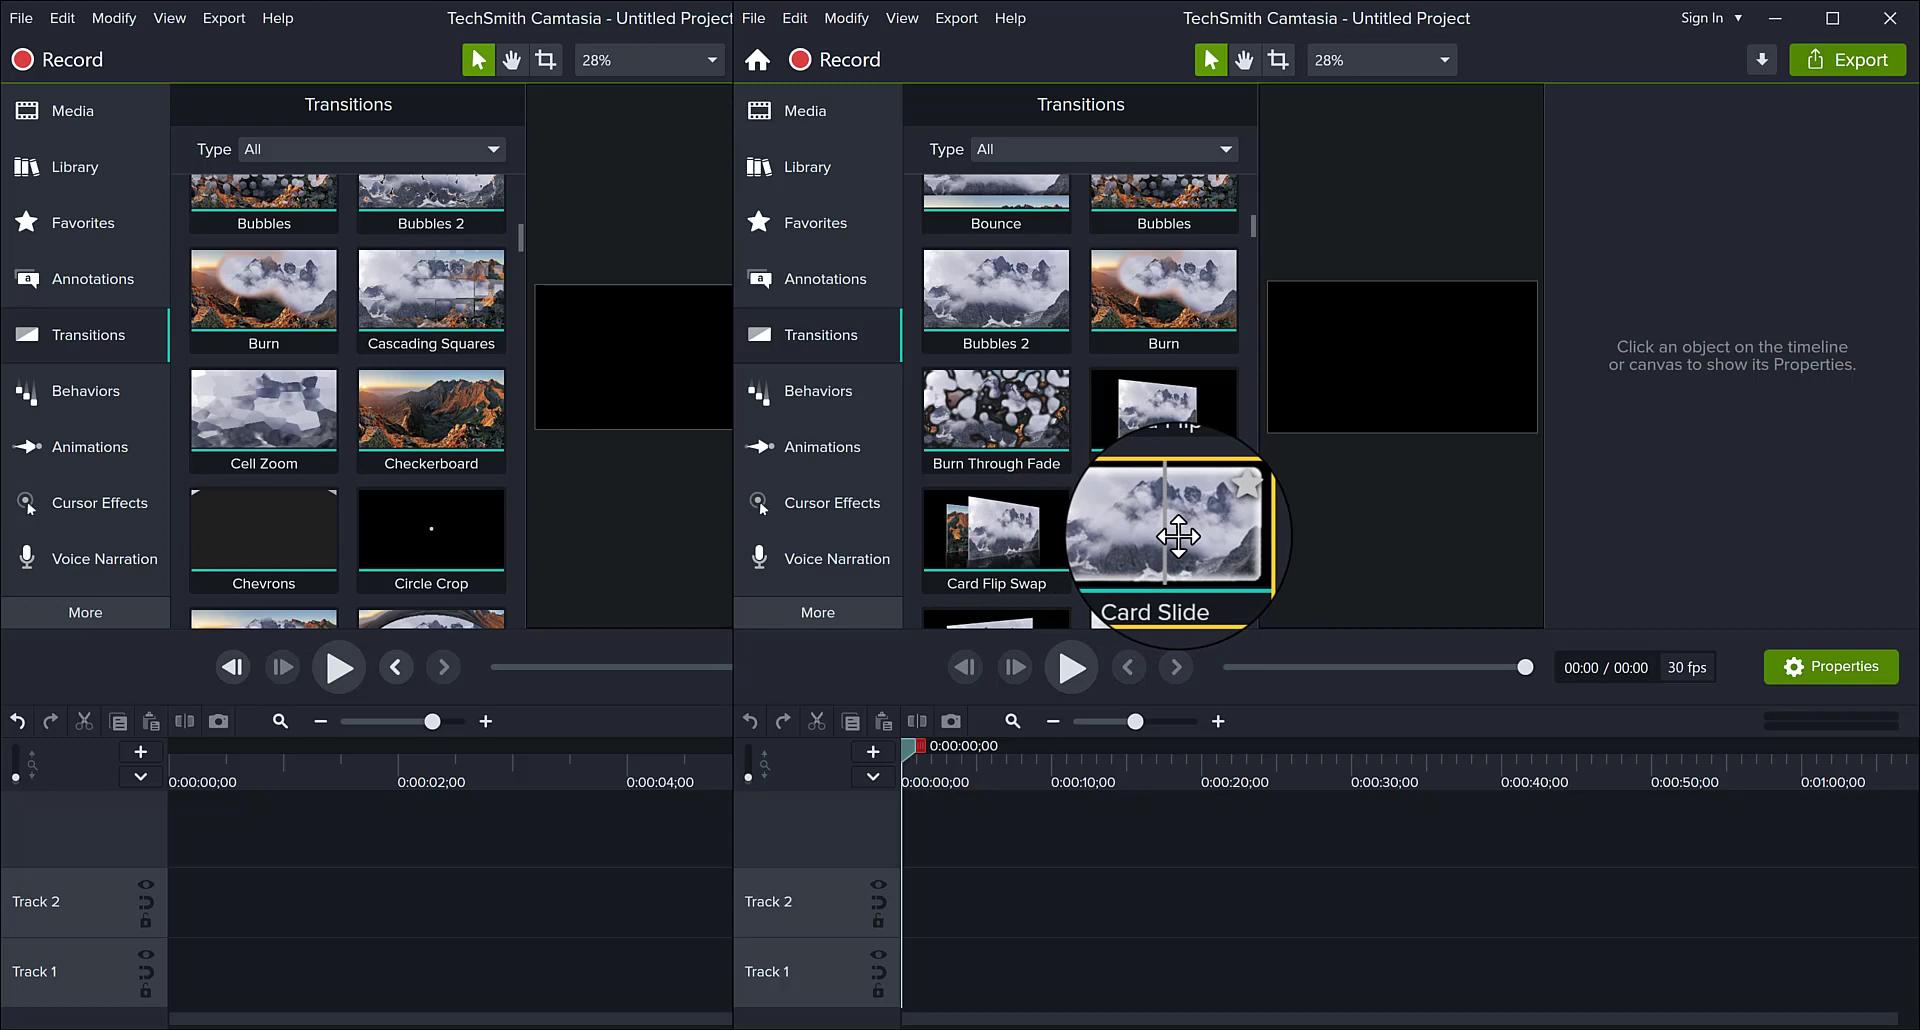 File Edit Modify View Export Help
TechSmith Camtasia - Untitled Project
Record
28%
Media
Library
Favorites
Annotations
Transitions
Behaviors
Animations
Cursor Effects
Voice Narration
More
Transitions
Type All
Bubbles Bubbles 2
Burn Cascading Squares
Cell Zoom Checkerboard
Chevrons Circle Crop
0:00:00;00 0:00:02;00 0:00:04;00
Track 2
Track 1
File Edit Modify View Export Help
TechSmith Camtasia - Untitled Project
Sign In
Record
28%
Export
Media
Library
Favorites
Annotations
Transitions
Behaviors
Animations
Cursor Effects
Voice Narration
More
Transitions
Type All
Bounce Bubbles
Bubbles 2 Burn
Burn Through Fade
Card Flip Swap
Card Slide
Click an object on the timeline
or canvas to show its Properties.
00:00 / 00:00 30 fps
Properties
0:00:00;00
0:00:00;00 0:00:10;00 0:00:20;00 0:00:30;00 0:00:40;00 0:00:50;00 0:01:00;00
Track 2
Track 1